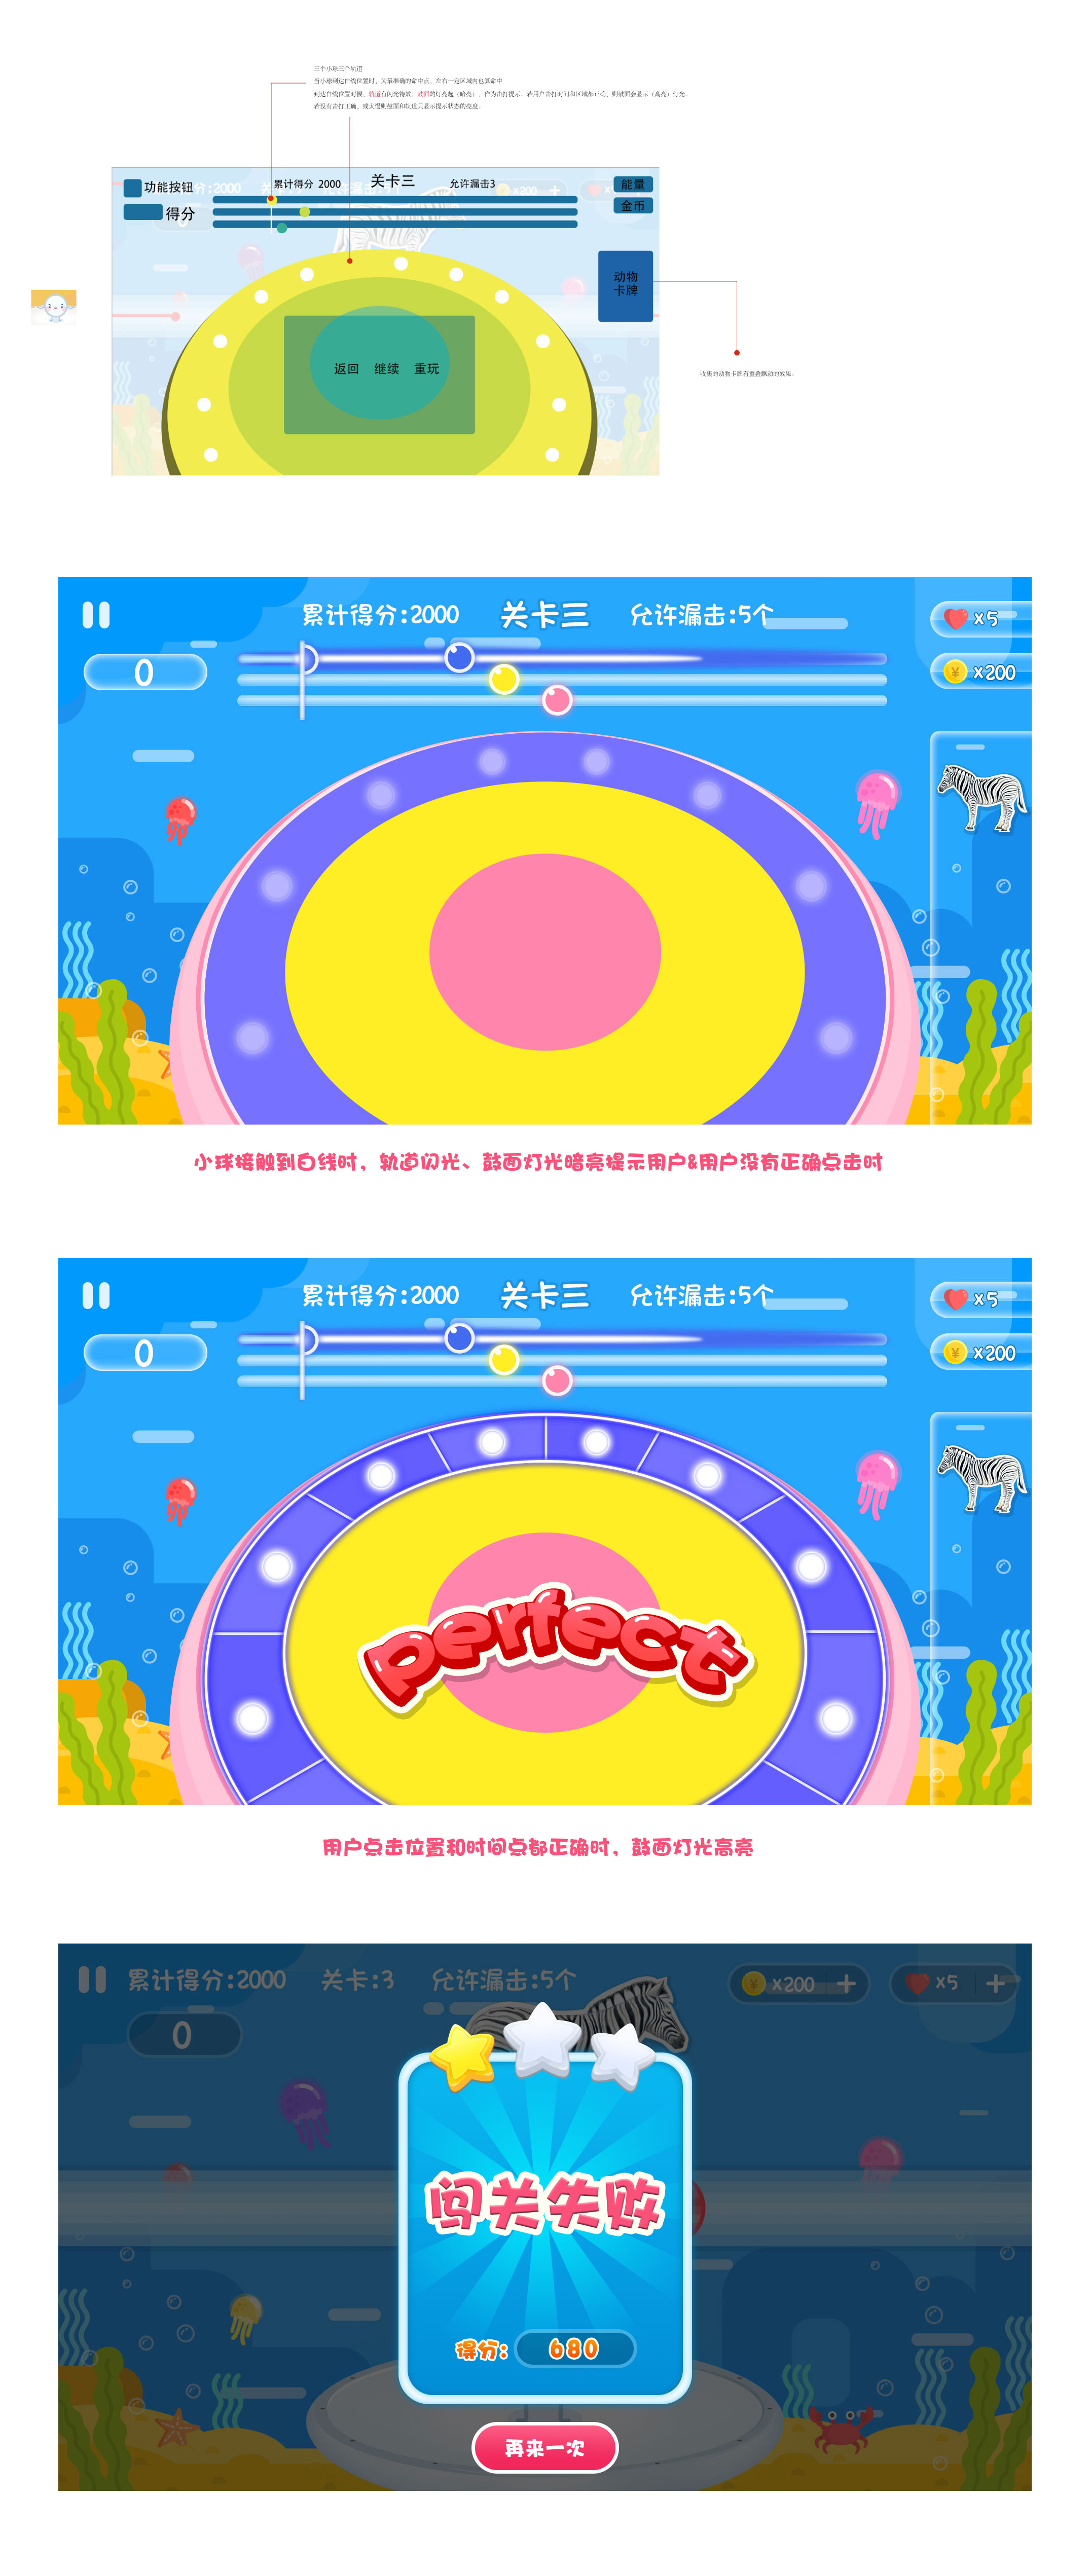 三个小球三个轨道
当小球到达白线位置时，为最准确的命中点，左右一定区域内也算命中
到达白线位置时候，轨道有闪光特效，鼓面的灯亮起（暗亮），作为击打提示。若用户击打时间和区域都正确，则鼓面会显示（高亮）灯光。
若没有击打正确，或太慢则鼓面和轨道只显示提示状态的亮度。
功能按钮 :2000 累计得分 2000 关卡三 允许漏击3 x200 + 能量
得分 金币
动物
卡牌
返回 继续 重玩
收集的动物卡牌有重叠飘动的效果。
累计得分:2000 关卡三 允许漏击:5个 x5
0 ¥ x200
小球接触到白线时，轨道闪光、鼓面灯光暗亮提示用户&用户没有正确点击时
累计得分:2000 关卡三 允许漏击:5个 x5
0 ¥ x200
perfect
用户点击位置和时间点都正确时，鼓面灯光高亮
累计得分:2000 关卡:3 允许漏击:5个 ¥ x200 + x5 +
0
闯关失败
得分: 680
再来一次